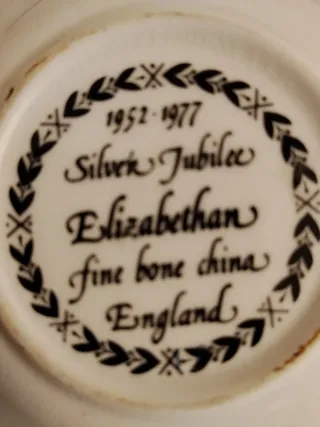 1952·1977
Silver Jubilee
Elizabethan
fine bone china
England